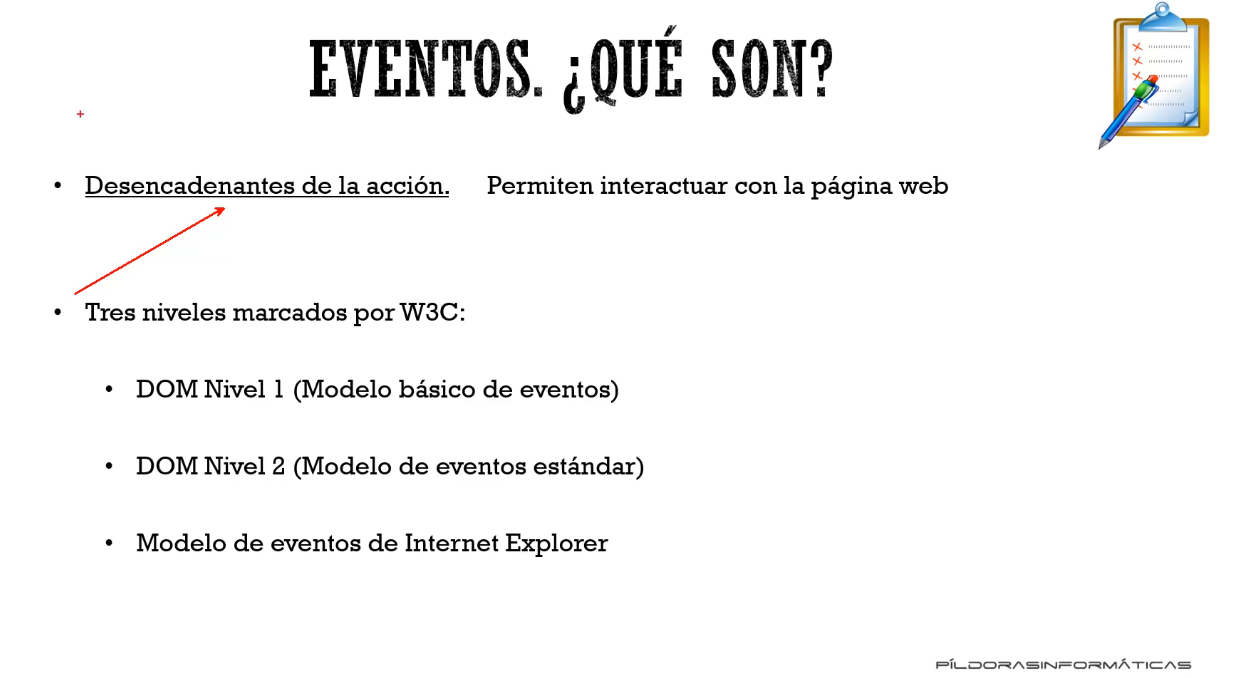 EVENTOS. ¿QUÉ SON?
• Desencadenantes de la acción. Permiten interactuar con la página web
• Tres niveles marcados por W3C:
• DOM Nivel 1 (Modelo básico de eventos)
• DOM Nivel 2 (Modelo de eventos estándar)
• Modelo de eventos de Internet Explorer
PÍLDORASINFORMÁTICAS